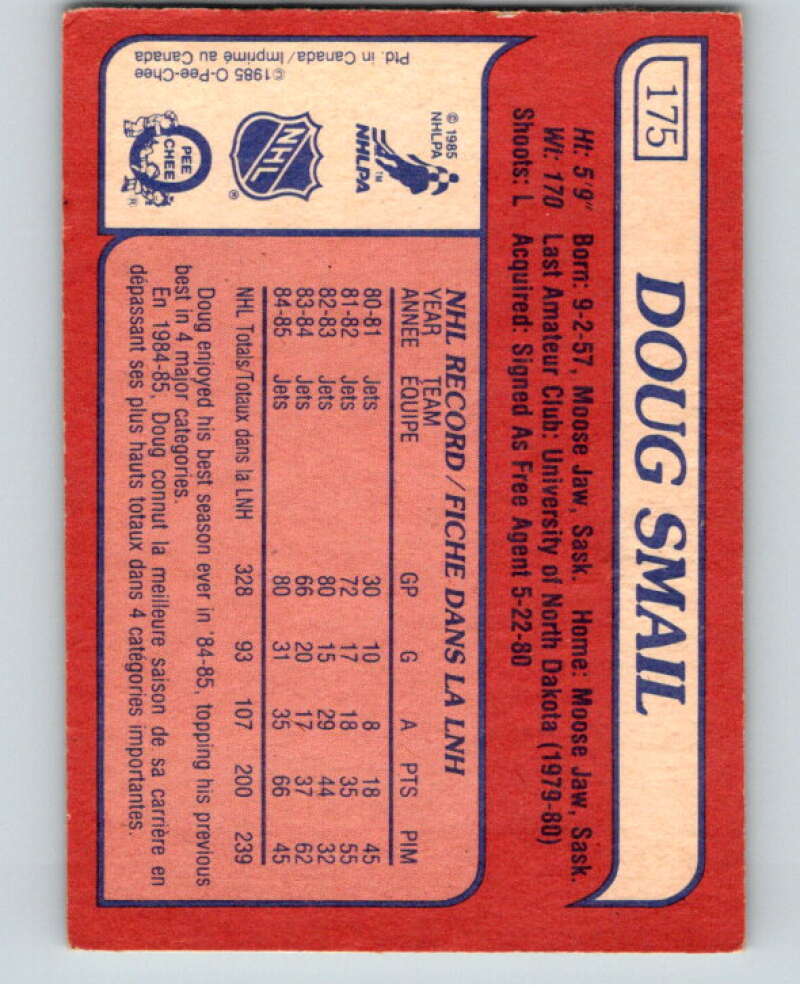 175
DOUG SMAIL
Ht: 5'9" Born: 9-2-57, Moose Jaw, Sask. Home: Moose Jaw, Sask.
Wt: 170 Last Amateur Club: University of North Dakota (1979-80)
Shoots: L Acquired: Signed As Free Agent 5-22-80
© 1985
NHLPA
NHLPA™
NHL
®
O
PEE
CHEE
®
©1985 O-Pee-Chee
Ptd. in Canada/Imprimé au Canada
NHL RECORD/FICHE DANS LA LNH
YEAR TEAM
ANNÉE ÉQUIPE GP G A PTS PIM
80-81 Jets 30 10 8 18 45
81-82 Jets 72 17 18 35 55
82-83 Jets 80 15 29 44 32
83-84 Jets 66 20 17 37 62
84-85 Jets 80 31 35 66 45
NHL Totals/Totaux dans la LNH 328 93 107 200 239
Doug enjoyed his best season ever in '84-85, topping his previous
best in 4 major categories.
En 1984-85, Doug connut la meilleure saison de sa carrière en
dépassant ses plus hauts totaux dans 4 catégories importantes.